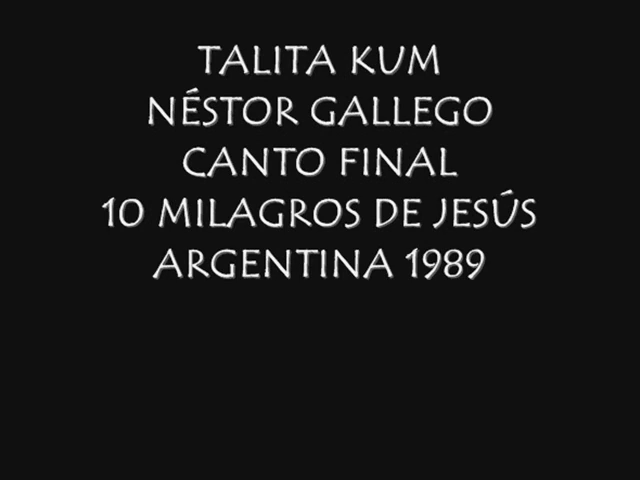 TALITA KUM
NÉSTOR GALLEGO
CANTO FINAL
10 MILAGROS DE JESÚS
ARGENTINA 1989